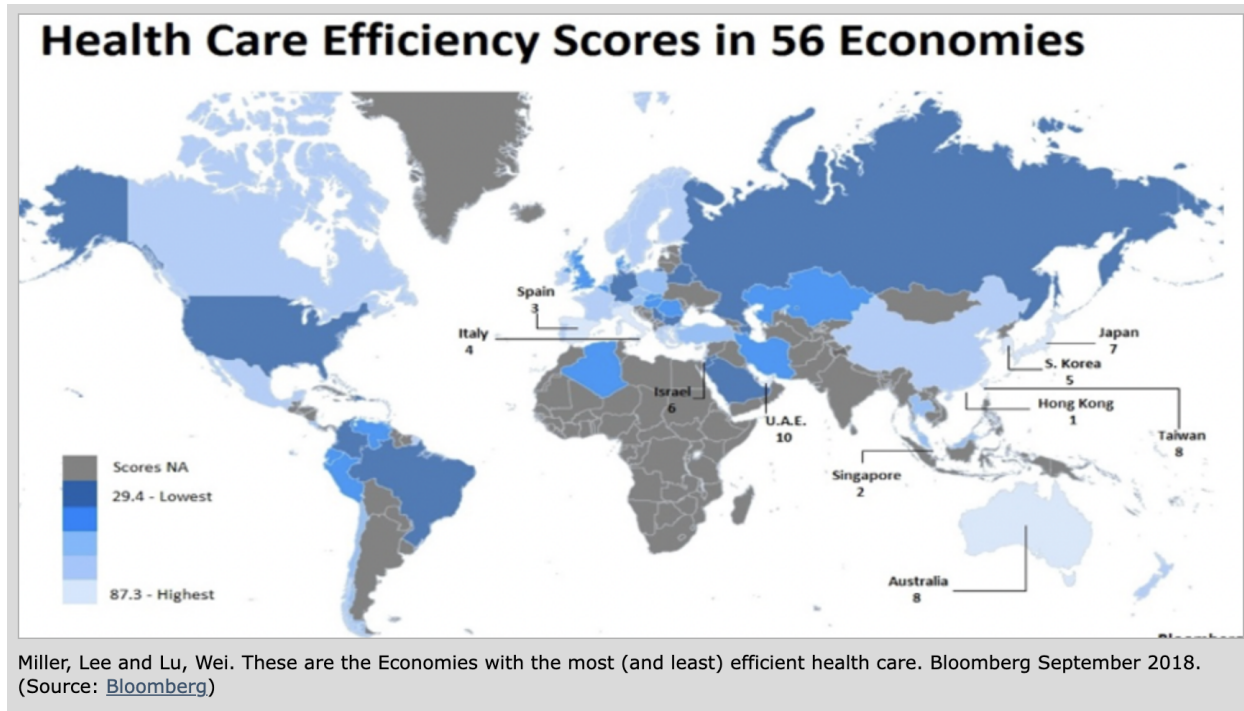 Health Care Efficiency Scores in 56 Economies
Spain
3
Italy
4
Japan
7
S. Korea
5
Israel
6
Hong Kong
1
U.A.E.
10
Taiwan
8
Singapore
2
Scores NA
29.4 - Lowest
87.3 - Highest
Australia
8
Miller, Lee and Lu, Wei. These are the Economies with the most (and least) efficient health care. Bloomberg September 2018.
(Source: Bloomberg)